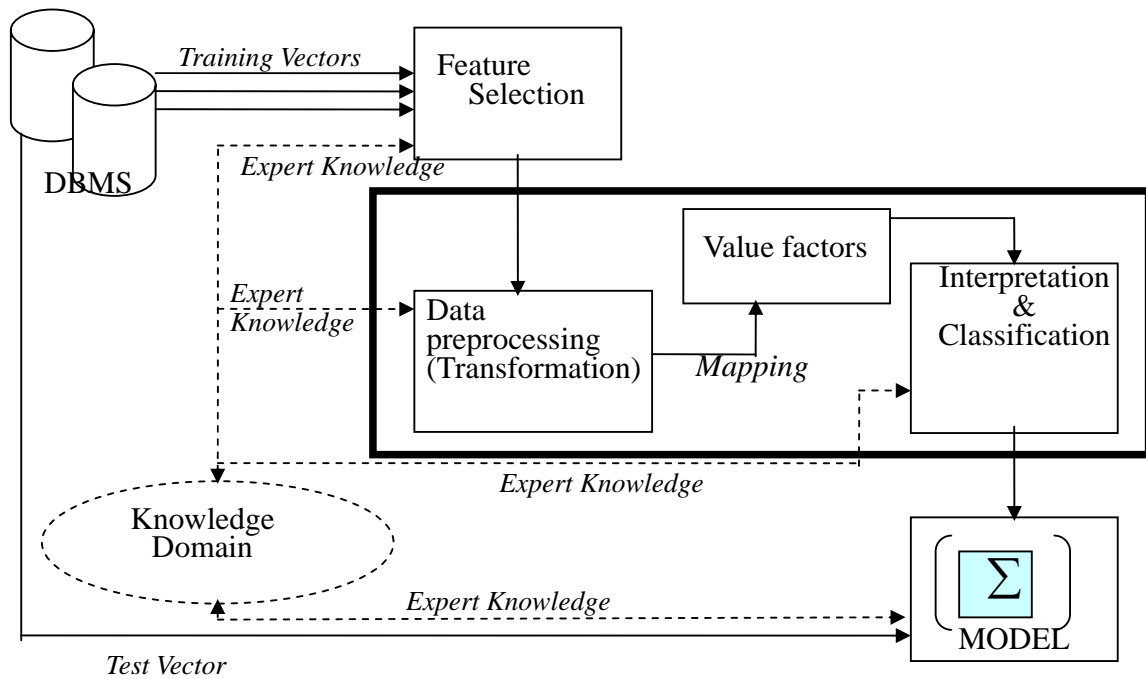 Training Vectors
Feature
Selection
DBMS
Expert Knowledge
Value factors
Interpretation
&
Classification
Expert
Knowledge
Data
preprocessing
(Transformation)
Mapping
Expert Knowledge
Knowledge
Domain
Σ
MODEL
Expert Knowledge
Test Vector